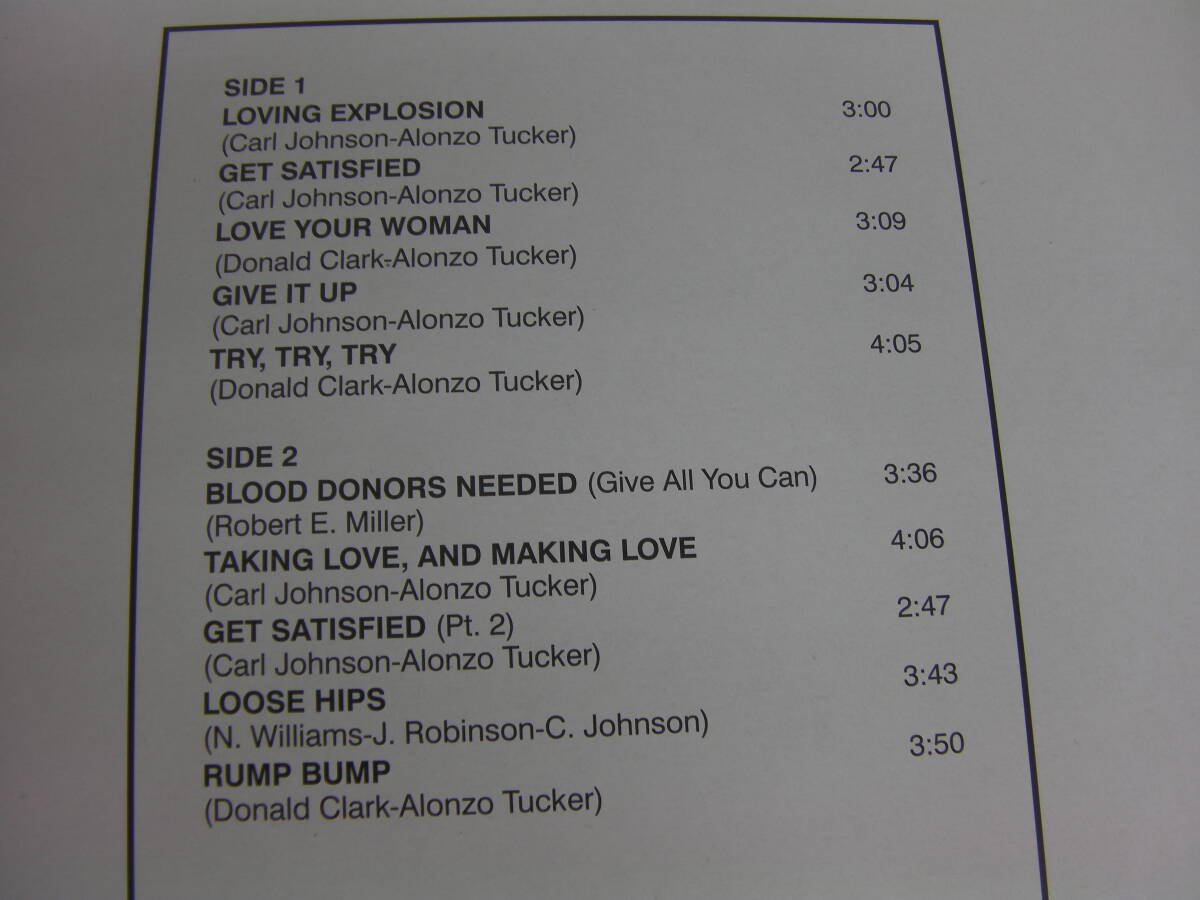 SIDE 1
LOVING EXPLOSION 3:00
(Carl Johnson-Alonzo Tucker)
GET SATISFIED 2:47
(Carl Johnson-Alonzo Tucker)
LOVE YOUR WOMAN 3:09
(Donald Clark-Alonzo Tucker)
GIVE IT UP 3:04
(Carl Johnson-Alonzo Tucker)
TRY, TRY, TRY 4:05
(Donald Clark-Alonzo Tucker)
SIDE 2
BLOOD DONORS NEEDED (Give All You Can) 3:36
(Robert E. Miller)
TAKING LOVE, AND MAKING LOVE 4:06
(Carl Johnson-Alonzo Tucker)
GET SATISFIED (Pt. 2) 2:47
(Carl Johnson-Alonzo Tucker)
LOOSE HIPS 3:43
(N. Williams-J. Robinson-C. Johnson)
RUMP BUMP 3:50
(Donald Clark-Alonzo Tucker)